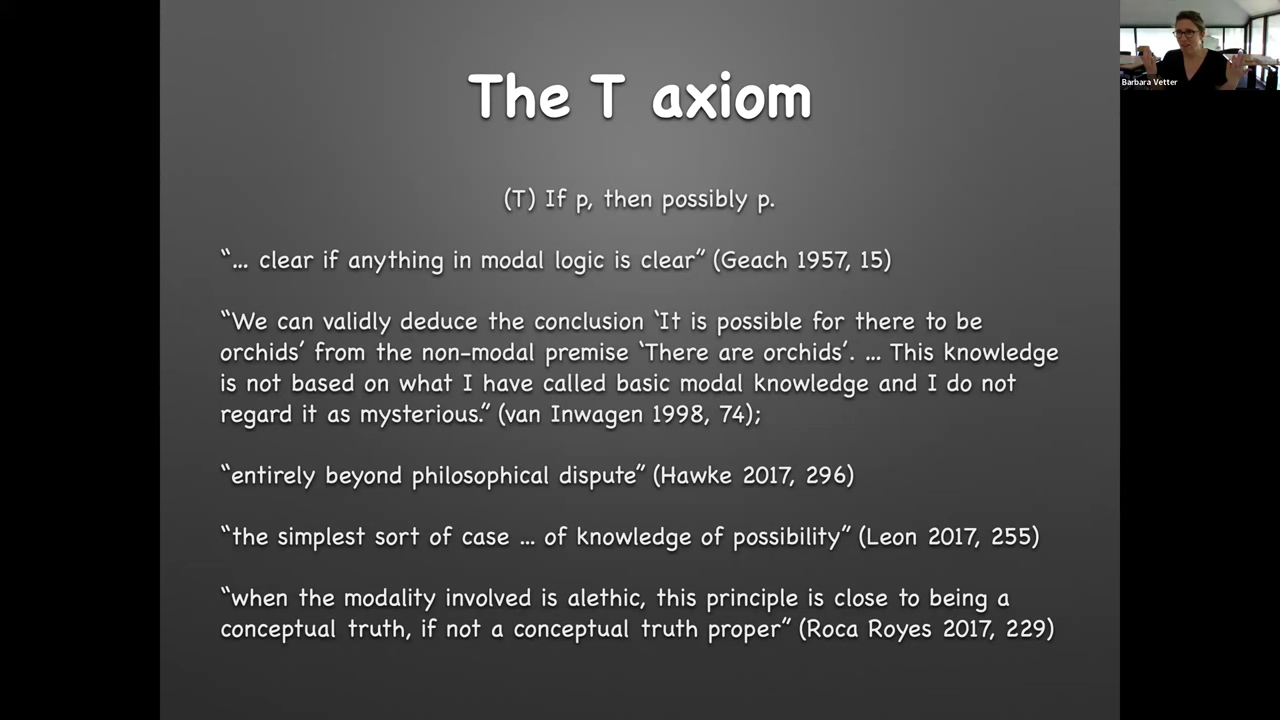 The T axiom
(T) If p, then possibly p.
“... clear if anything in modal logic is clear” (Geach 1957, 15)
“We can validly deduce the conclusion ‘It is possible for there to be
orchids’ from the non-modal premise ‘There are orchids’. ... This knowledge
is not based on what I have called basic modal knowledge and I do not
regard it as mysterious.” (van Inwagen 1998, 74);
“entirely beyond philosophical dispute” (Hawke 2017, 296)
“the simplest sort of case ... of knowledge of possibility” (Leon 2017, 255)
“when the modality involved is alethic, this principle is close to being a
conceptual truth, if not a conceptual truth proper” (Roca Royes 2017, 229)
Barbara Vetter